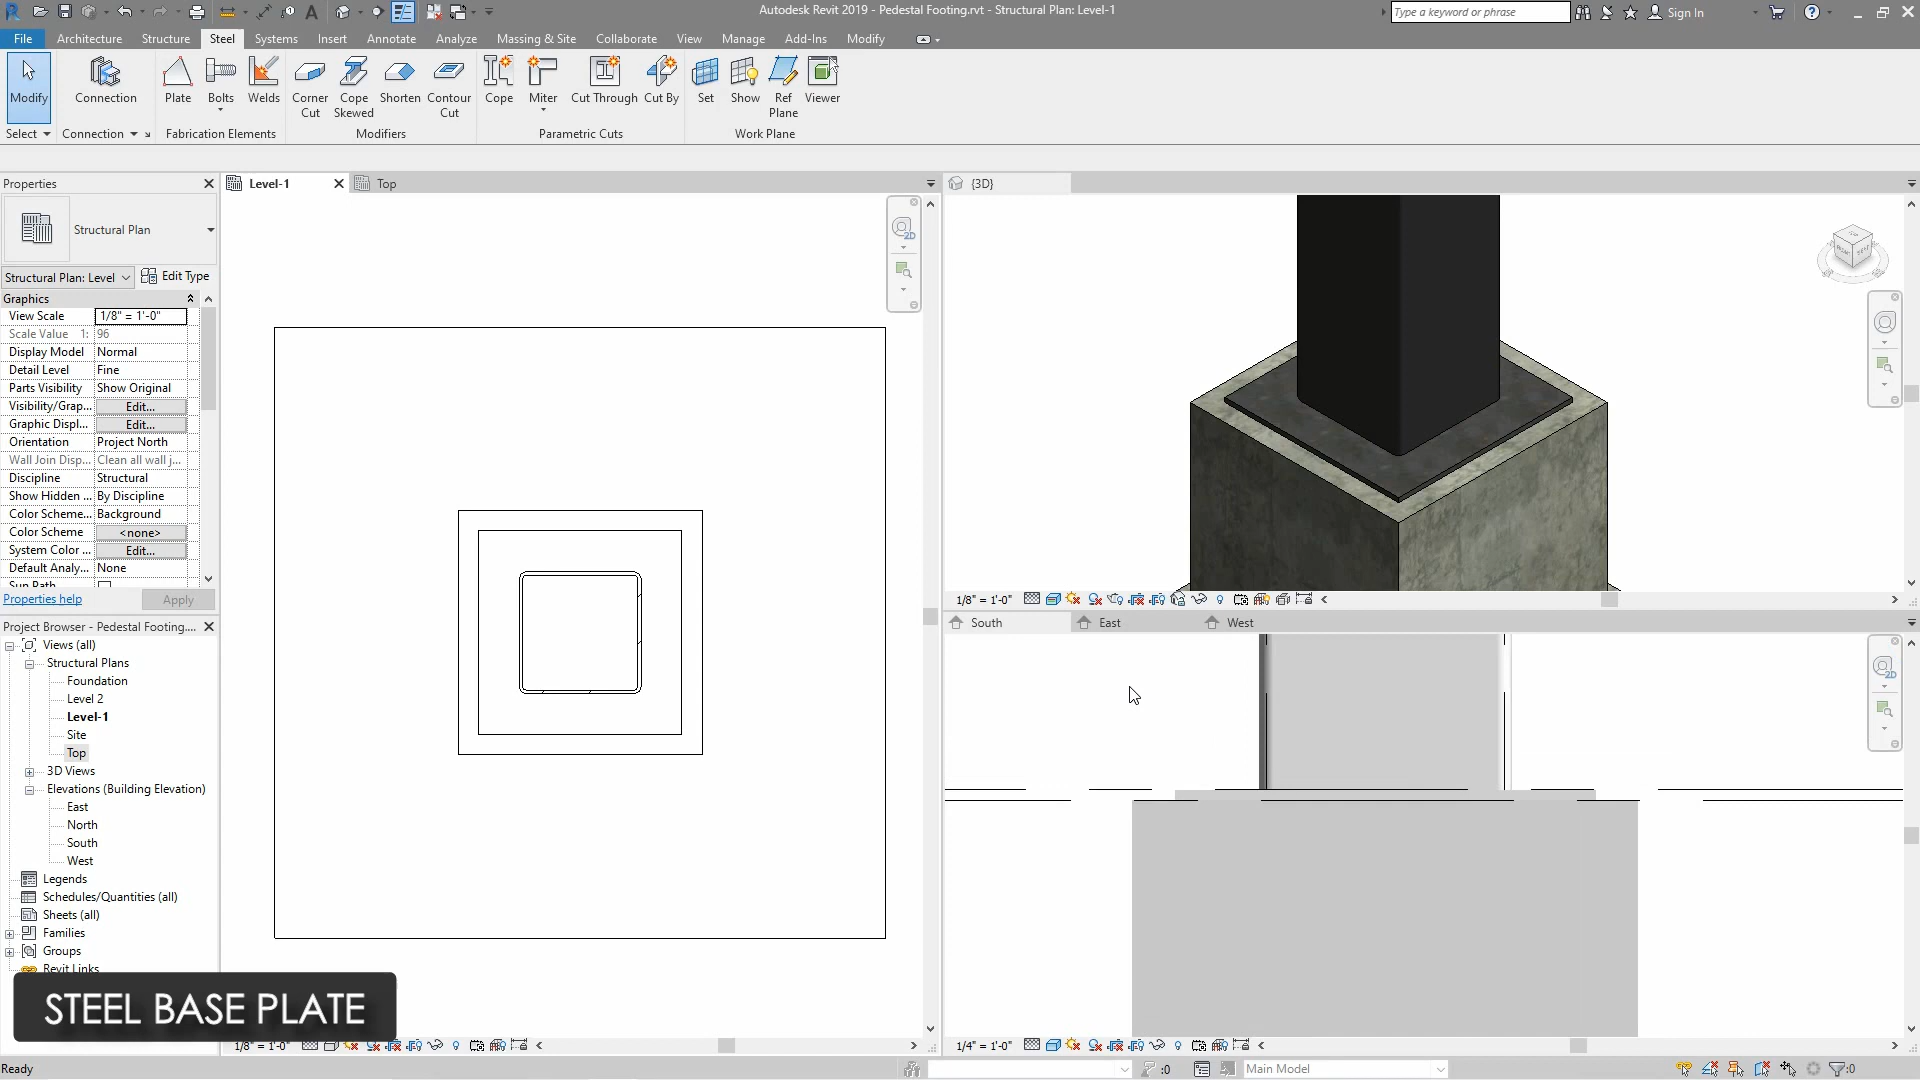 Autodesk Revit 2019 - Pedestal Footing.rvt - Structural Plan: Level-1
Type a keyword or phrase
Sign In
File Architecture Structure Steel Systems Insert Annotate Analyze Massing & Site Collaborate View Manage Add-Ins Modify
Modify
Connection
Plate
Bolts
Welds
Corner Cut
Cope Skewed
Shorten
Contour Cut
Cope
Miter
Cut Through
Cut By
Set
Show
Ref Plane
Viewer
Select
Connection
Fabrication Elements
Modifiers
Parametric Cuts
Work Plane
Properties
Structural Plan
Structural Plan: Level
Edit Type
Graphics
View Scale 1/8" = 1'-0"
Scale Value 1: 96
Display Model Normal
Detail Level Fine
Parts Visibility Show Original
Visibility/Grap... Edit...
Graphic Displ... Edit...
Orientation Project North
Wall Join Disp... Clean all wall j...
Discipline Structural
Show Hidden ... By Discipline
Color Scheme... Background
Color Scheme <none>
System Color ... Edit...
Default Analy... None
Sun Path
Properties help
Apply
Project Browser - Pedestal Footing....
Views (all)
Structural Plans
Foundation
Level 2
Level-1
Site
Top
3D Views
Elevations (Building Elevation)
East
North
South
West
Legends
Schedules/Quantities (all)
Sheets (all)
Families
Groups
Revit Links
STEEL BASE PLATE
Ready
Level-1
Top
2D
1/8" = 1'-0"
{3D}
1/8" = 1'-0"
South
East
West
2D
1/4" = 1'-0"
:0
Main Model
:0